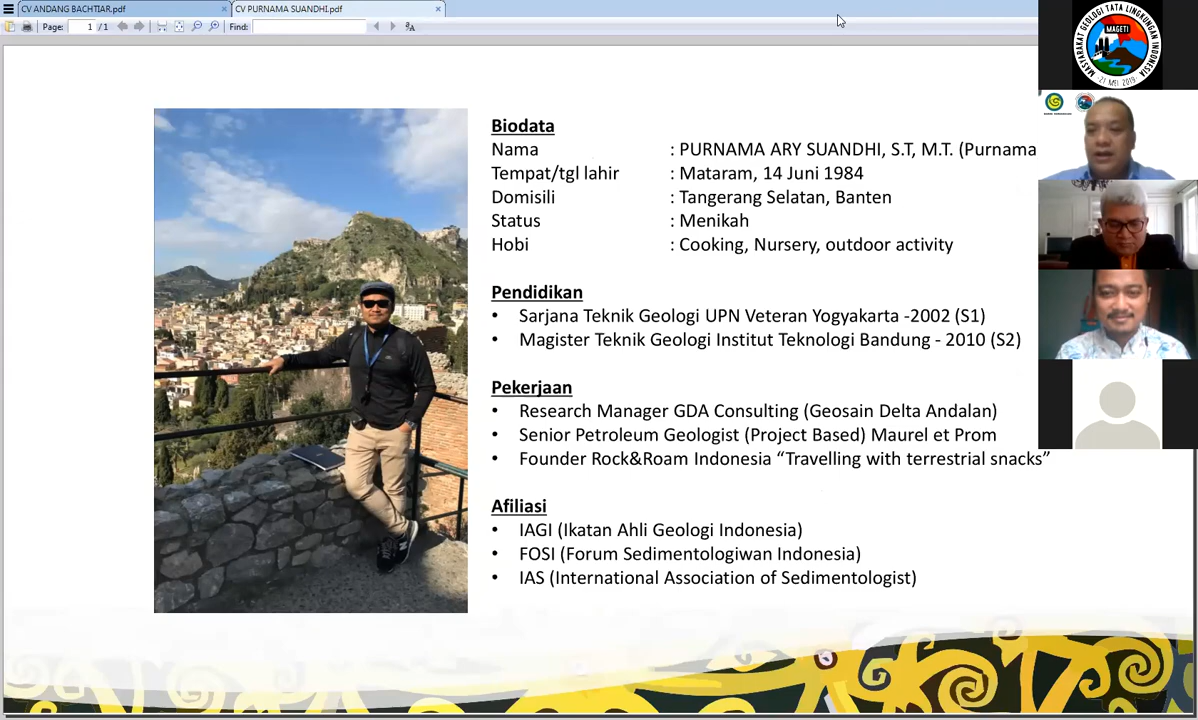 CV ANDANG BACHTIAR.pdf
CV PURNAMA SUANDHI.pdf
Page: 1 / 1
Find:
MASYARAKAT GEOLOGI TATA LINGKUNGAN INDONESIA
MAGETI
- 21 MEI 2019 -
Biodata
Nama : PURNAMA ARY SUANDHI, S.T, M.T. (Purnama
Tempat/tgl lahir : Mataram, 14 Juni 1984
Domisili : Tangerang Selatan, Banten
Status : Menikah
Hobi : Cooking, Nursery, outdoor activity
Pendidikan
• Sarjana Teknik Geologi UPN Veteran Yogyakarta -2002 (S1)
• Magister Teknik Geologi Institut Teknologi Bandung - 2010 (S2)
Pekerjaan
• Research Manager GDA Consulting (Geosain Delta Andalan)
• Senior Petroleum Geologist (Project Based) Maurel et Prom
• Founder Rock&Roam Indonesia “Travelling with terrestrial snacks”
Afiliasi
• IAGI (Ikatan Ahli Geologi Indonesia)
• FOSI (Forum Sedimentologiwan Indonesia)
• IAS (International Association of Sedimentologist)